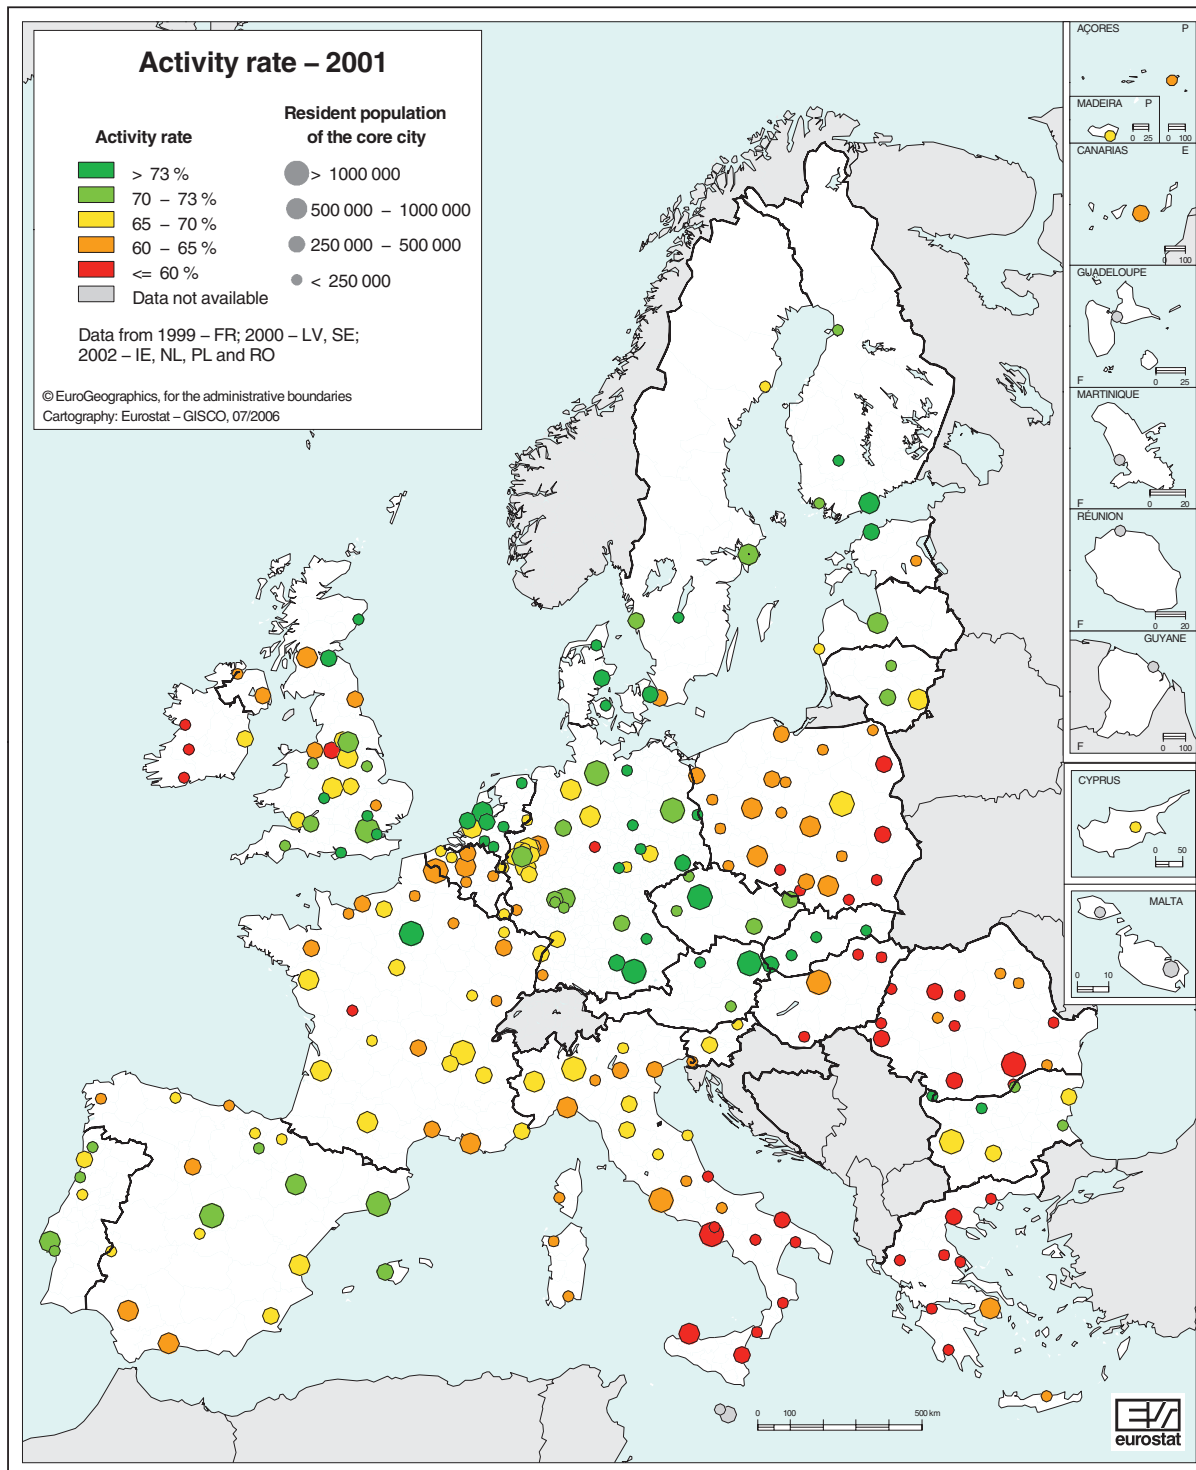 Activity rate – 2001
Activity rate
> 73 %
70 – 73 %
65 – 70 %
60 – 65 %
<= 60 %
Data not available
Resident population
of the core city
> 1000 000
500 000 – 1000 000
250 000 – 500 000
< 250 000
Data from 1999 – FR; 2000 – LV, SE;
2002 – IE, NL, PL and RO
© EuroGeographics, for the administrative boundaries
Cartography: Eurostat – GISCO, 07/2006
AÇORES P
MADEIRA P
0 25
0 100
CANARIAS E
0 100
GUADELOUPE
F
0 25
MARTINIQUE
F
0 20
RÉUNION
F
0 20
GUYANE
F
0 100
CYPRUS
0 50
MALTA
0 10
0 100 500 km
eurostat